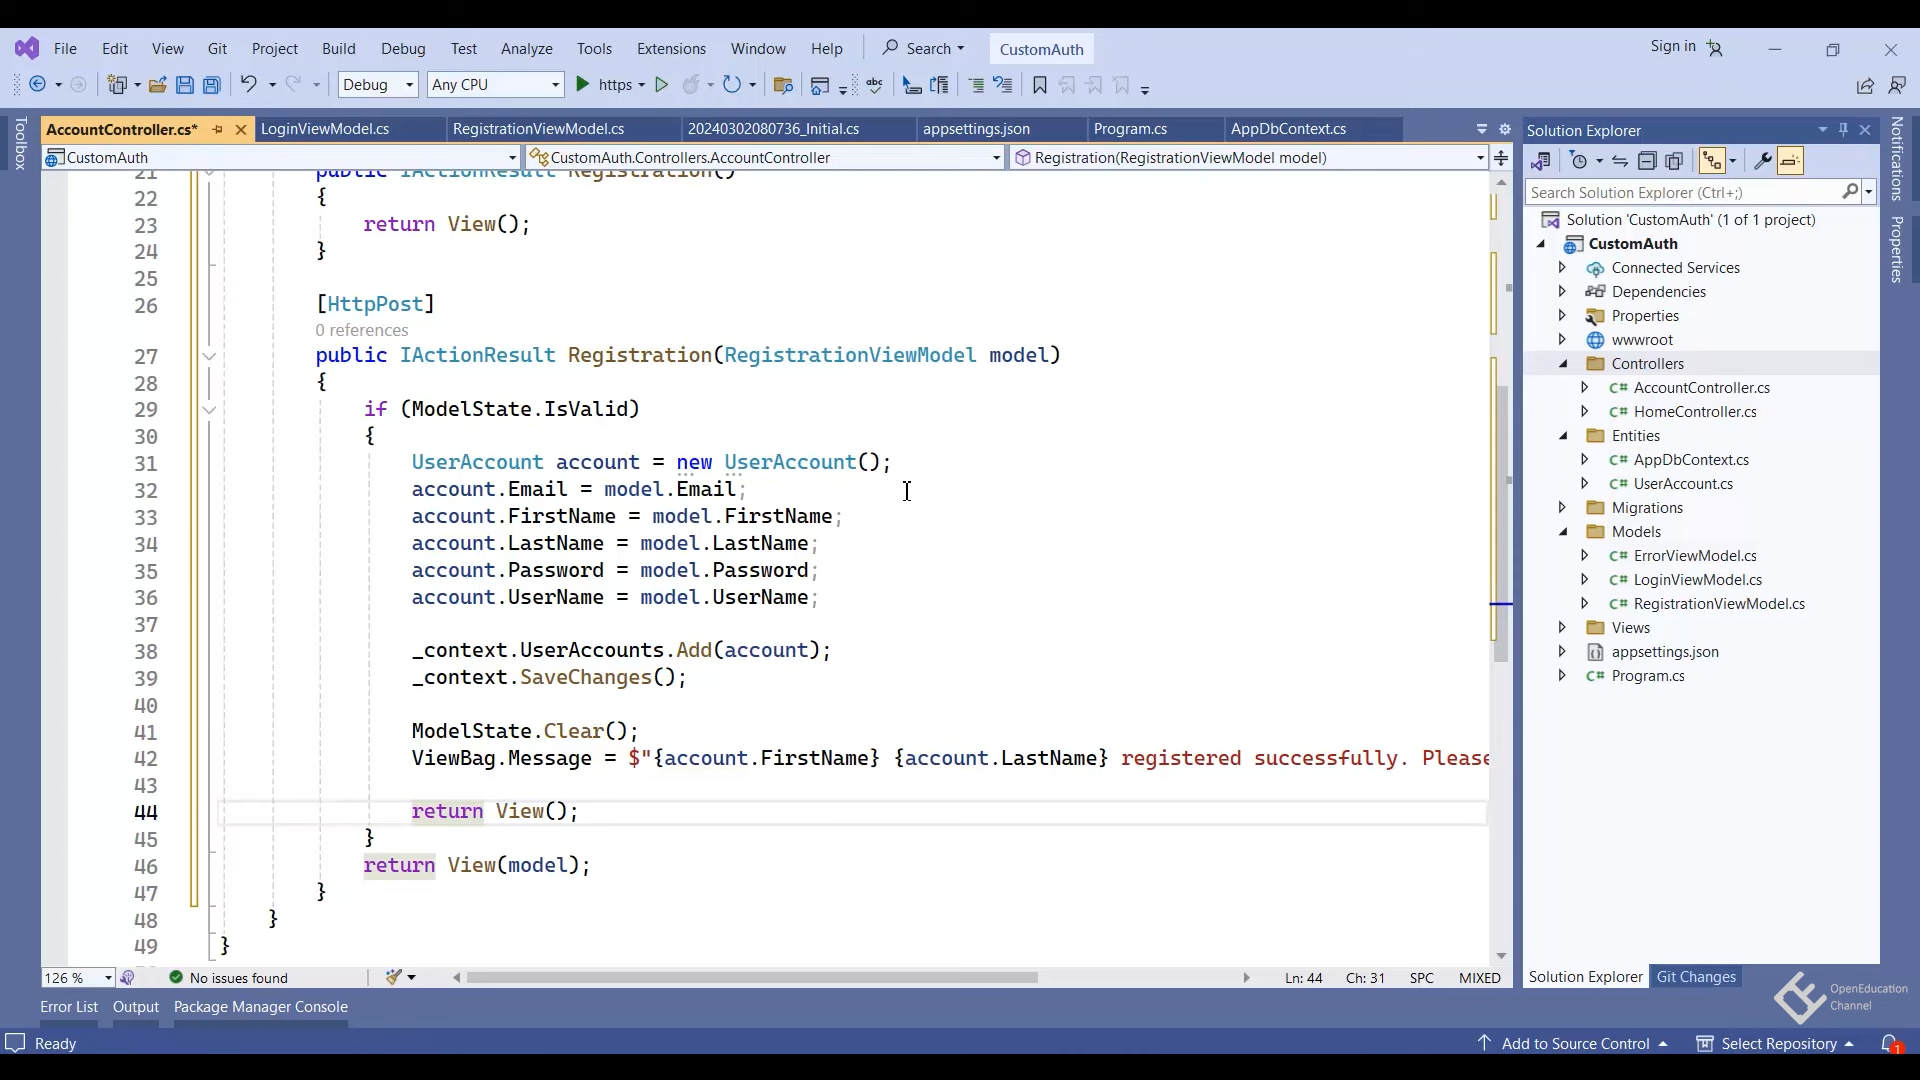 File Edit View Git Project Build Debug Test Analyze Tools Extensions Window Help Search CustomAuth Sign in
Debug Any CPU https
Toolbox
AccountController.cs* LoginViewModel.cs RegistrationViewModel.cs 20240302080736_Initial.cs appsettings.json Program.cs AppDbContext.cs
CustomAuth CustomAuth.Controllers.AccountController Registration(RegistrationViewModel model)
21 public IActionResult Registration()
22 {
23 return View();
24 }
25
26 [HttpPost]
0 references
27 public IActionResult Registration(RegistrationViewModel model)
28 {
29 if (ModelState.IsValid)
30 {
31 UserAccount account = new UserAccount();
32 account.Email = model.Email;
33 account.FirstName = model.FirstName;
34 account.LastName = model.LastName;
35 account.Password = model.Password;
36 account.UserName = model.UserName;
37
38 _context.UserAccounts.Add(account);
39 _context.SaveChanges();
40
41 ModelState.Clear();
42 ViewBag.Message = $"{account.FirstName} {account.LastName} registered successfully. Please
43
44 return View();
45 }
46 return View(model);
47 }
48 }
49 }
126 % No issues found Ln: 44 Ch: 31 SPC MIXED
Solution Explorer
Search Solution Explorer (Ctrl+;)
Solution 'CustomAuth' (1 of 1 project)
CustomAuth
Connected Services
Dependencies
Properties
wwwroot
Controllers
C# AccountController.cs
C# HomeController.cs
Entities
C# AppDbContext.cs
C# UserAccount.cs
Migrations
Models
C# ErrorViewModel.cs
C# LoginViewModel.cs
C# RegistrationViewModel.cs
Views
appsettings.json
C# Program.cs
Solution Explorer Git Changes
Notifications
Properties
OpenEducation
Channel
Error List Output Package Manager Console
Ready Add to Source Control Select Repository 1